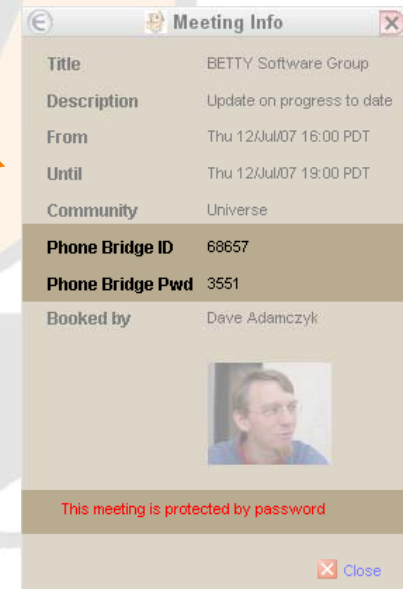 Meeting Info
Title BETTY Software Group
Description Update on progress to date
From Thu 12/Jul/07 16:00 PDT
Until Thu 12/Jul/07 19:00 PDT
Community Universe
Phone Bridge ID 68657
Phone Bridge Pwd 3551
Booked by Dave Adamczyk
This meeting is protected by password
Close